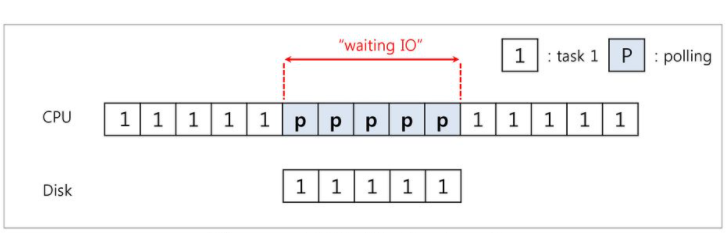 "waiting IO"
1 : task 1 P : polling
CPU 1 1 1 1 1 p p p p p 1 1 1 1 1
Disk 1 1 1 1 1